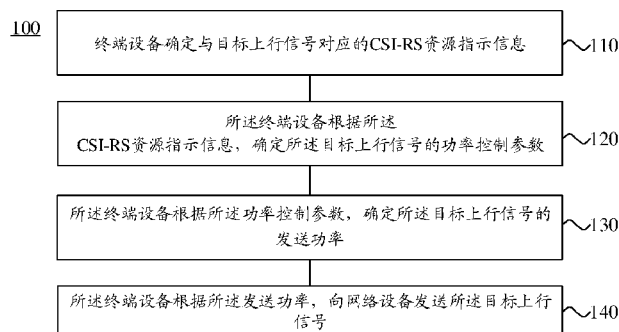 100
终端设备确定与目标上行信号对应的CSI-RS资源指示信息
110
所述终端设备根据所述
CSI-RS资源指示信息，确定所述目标上行信号的功率控制参数
120
所述终端设备根据所述功率控制参数，确定所述目标上行信号的
发送功率
130
所述终端设备根据所述发送功率，向网络设备发送所述目标上行
信号
140